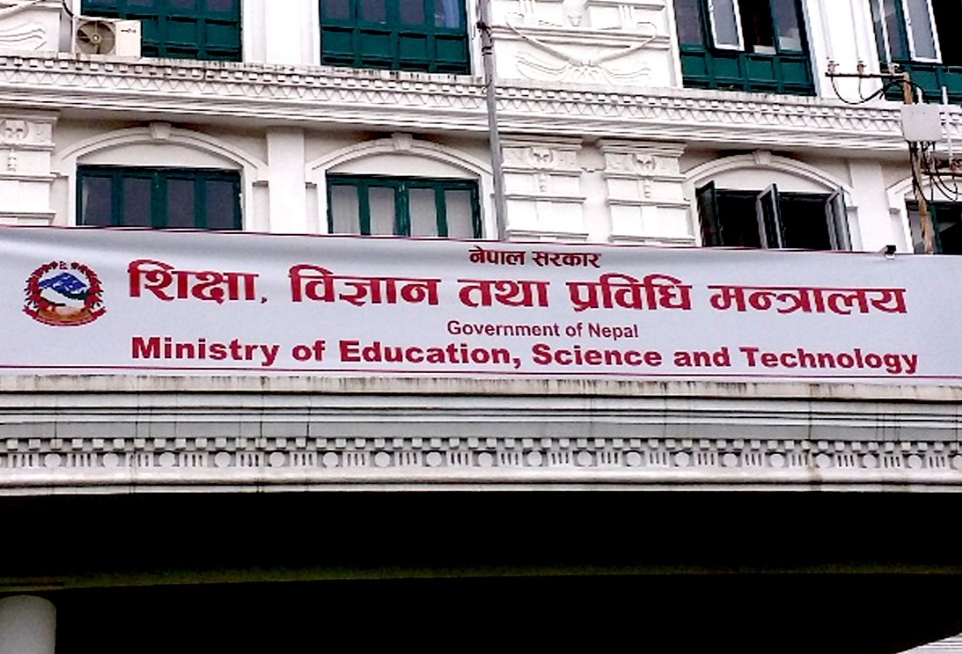 नेपाल सरकार
शिक्षा, विज्ञान तथा प्रविधि मन्त्रालय
Government of Nepal
Ministry of Education, Science and Technology